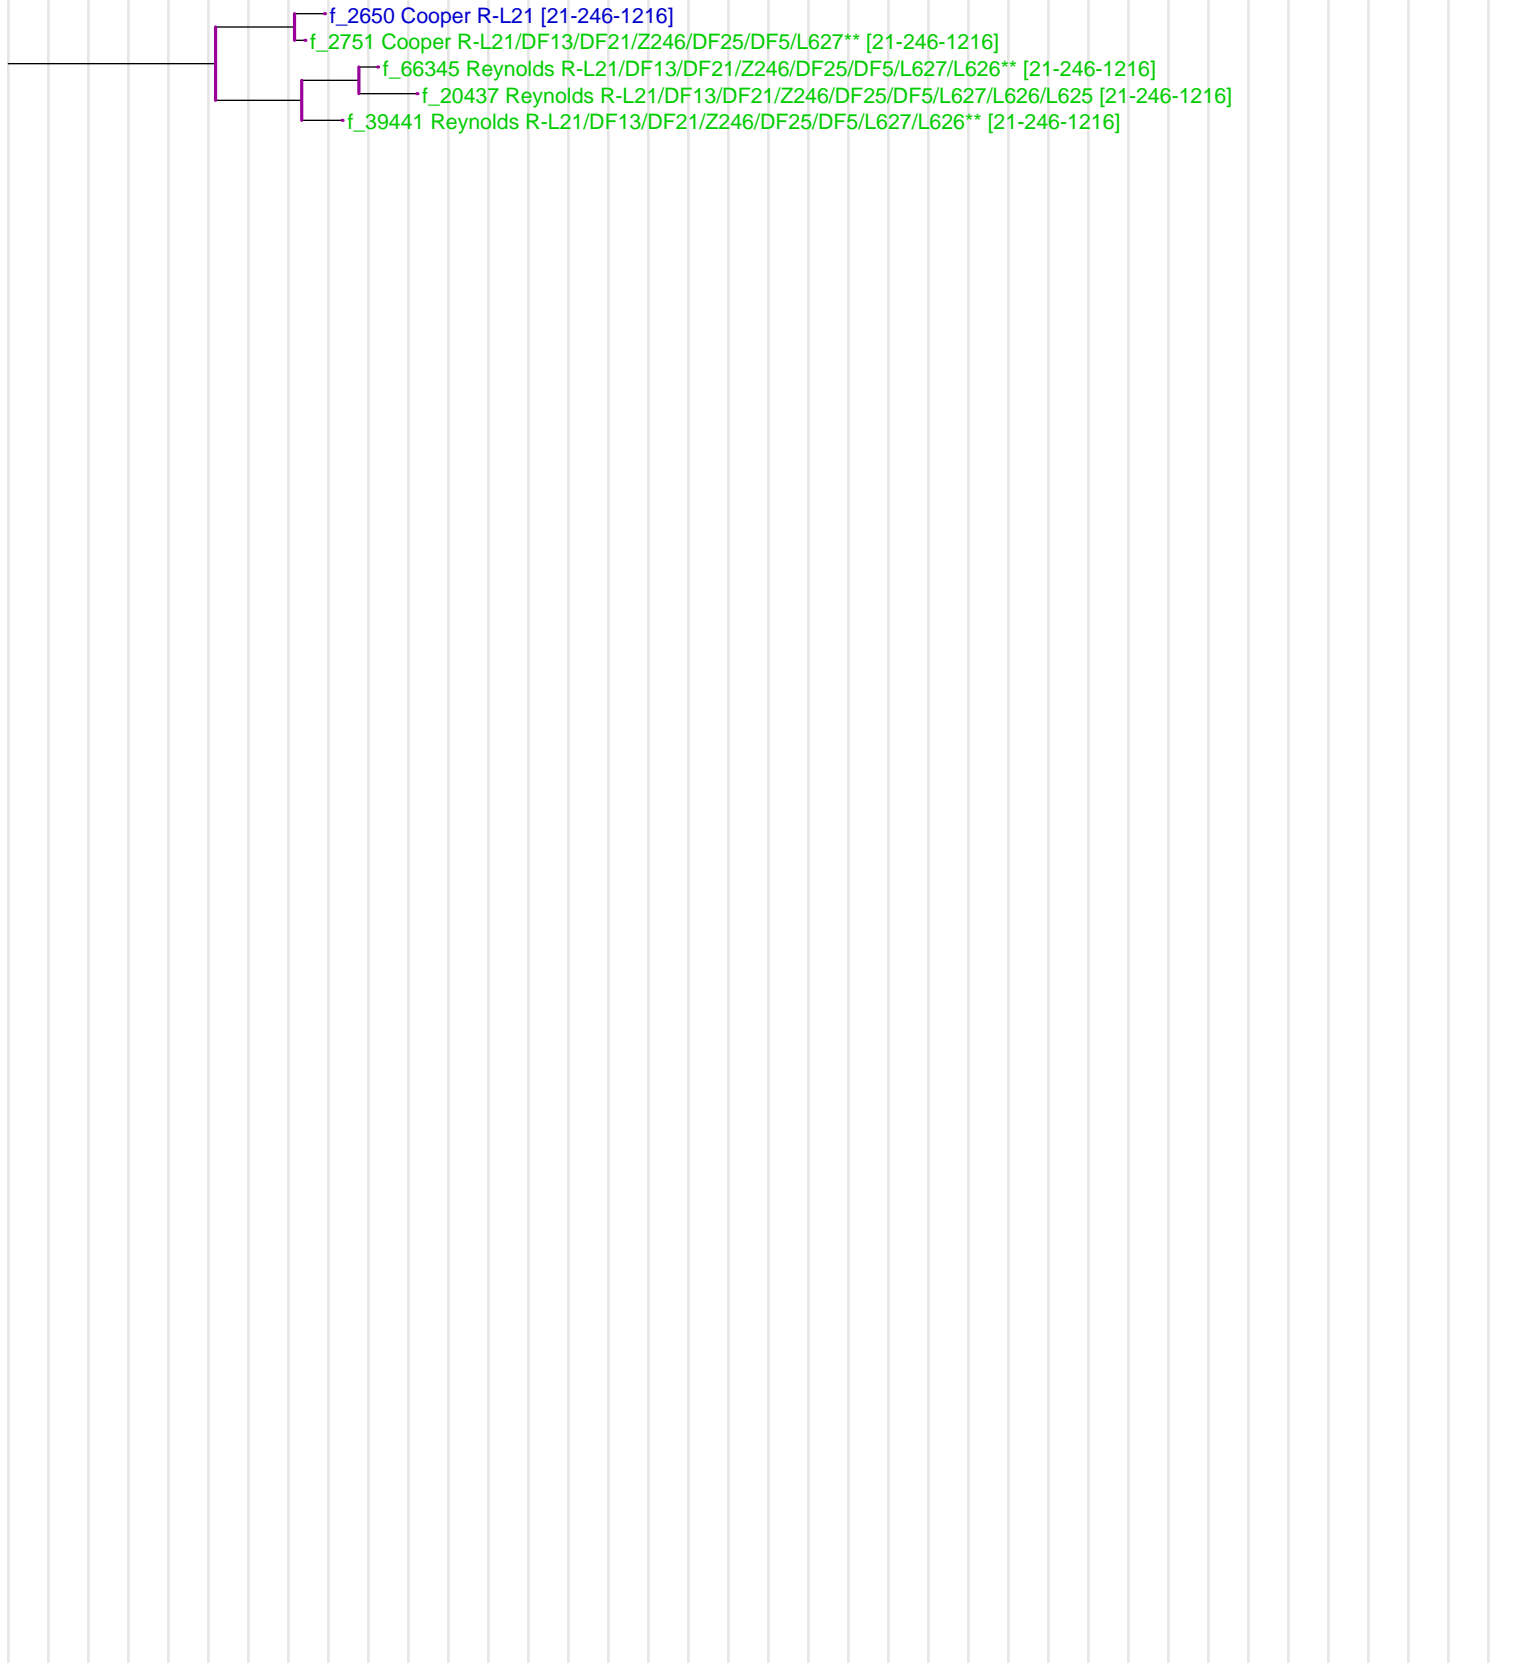 f_2650 Cooper R-L21 [21-246-1216]
f_2751 Cooper R-L21/DF13/DF21/Z246/DF25/DF5/L627** [21-246-1216]
f_66345 Reynolds R-L21/DF13/DF21/Z246/DF25/DF5/L627/L626** [21-246-1216]
f_20437 Reynolds R-L21/DF13/DF21/Z246/DF25/DF5/L627/L626/L625 [21-246-1216]
f_39441 Reynolds R-L21/DF13/DF21/Z246/DF25/DF5/L627/L626** [21-246-1216]